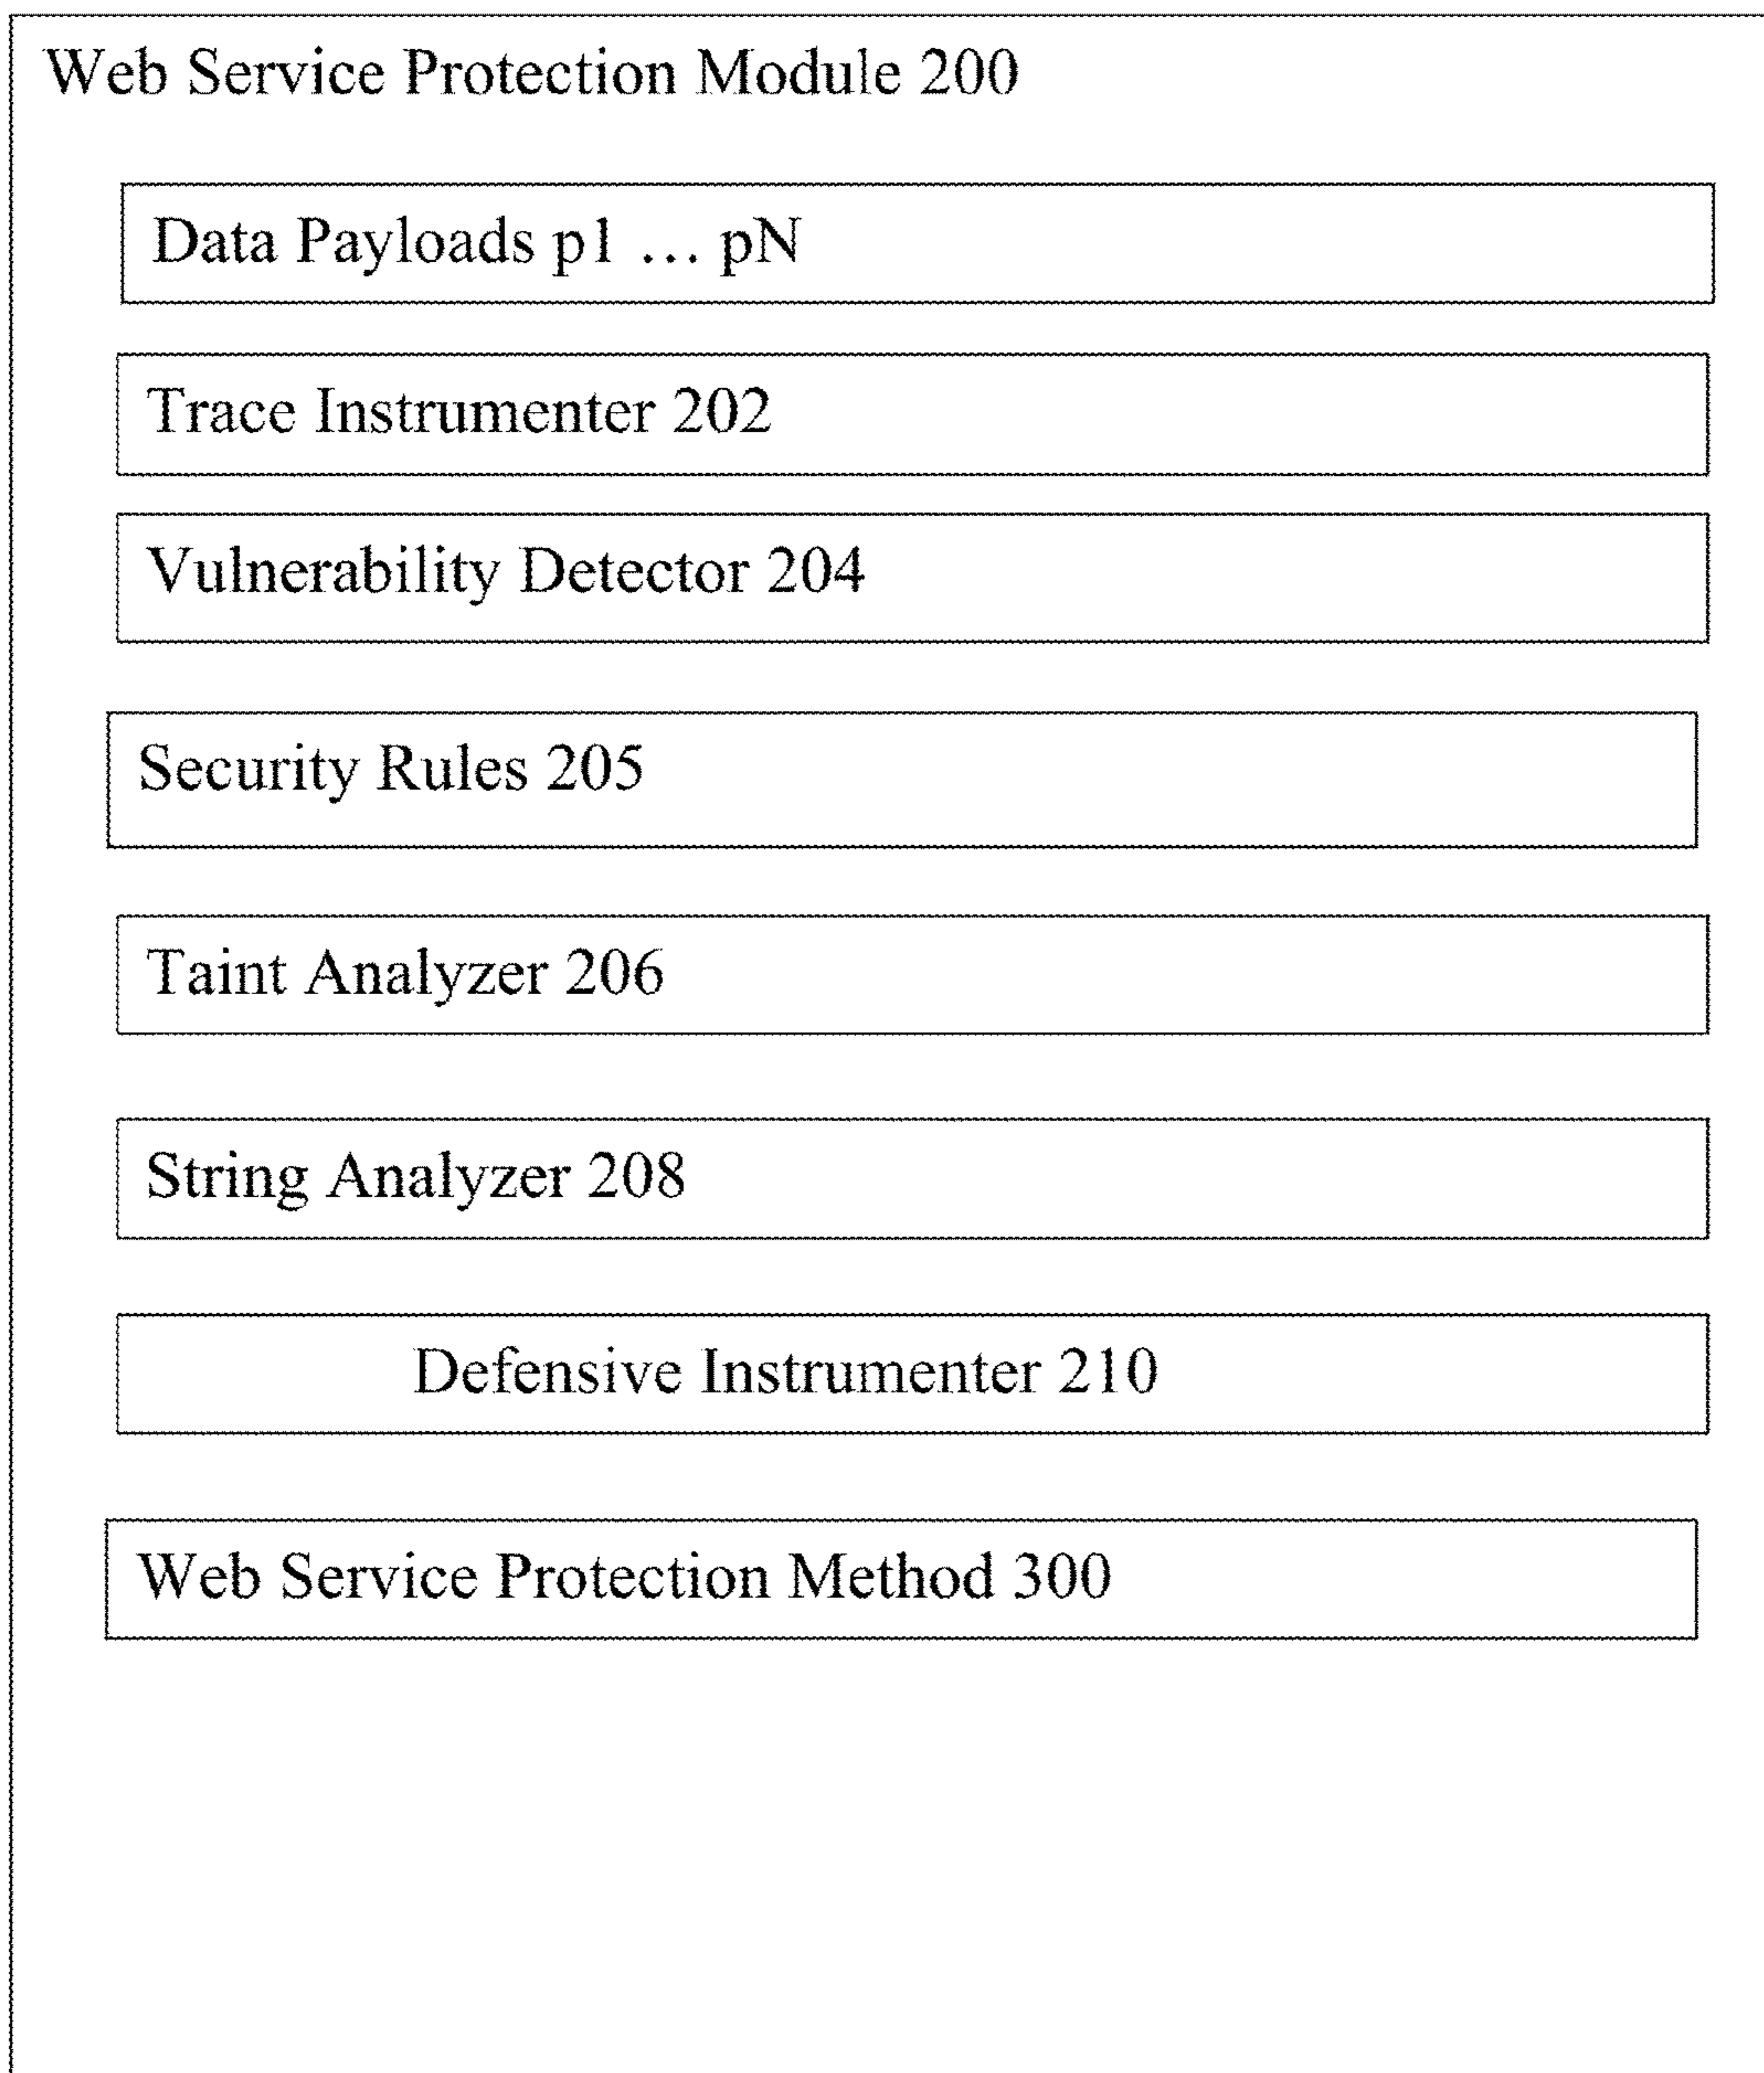 Web Service Protection Module 200
Data Payloads p1 … pN
Trace Instrumenter 202
Vulnerability Detector 204
Security Rules 205
Taint Analyzer 206
String Analyzer 208
Defensive Instrumenter 210
Web Service Protection Method 300